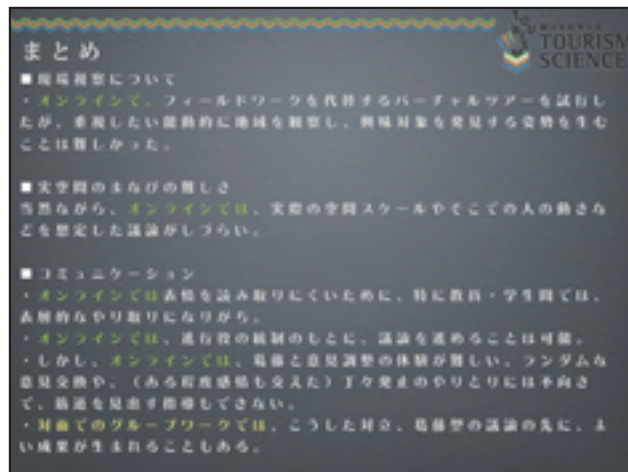 TOURISM
SCIENCE
まとめ
■現場視察について
・オンラインで、フィールドワークを代替するバーチャルツアーを試行し
たが、重視したい能動的に地域を観察し、興味対象を発見する姿勢を生む
ことは難しかった。
■実空間のまなびの難しさ
当然ながら、オンラインでは、実際の空間スケールやそこでの人の動きな
どを想定した議論がしづらい。
■コミュニケーション
・オンラインでは表情を読み取りにくいために、特に教員・学生間では、
表層的なやり取りになりがち。
・オンラインでは、進行役の統制のもとに、議論を進めることは可能。
・しかし、オンラインでは、葛藤と意見調整の体験が難しい。ランダムな
意見交換や、（ある程度感情も交えた）丁々発止のやりとりには不向き
で、筋道を見出す指導もできない。
・対面でのグループワークでは、こうした対立、葛藤型の議論の先に、よ
い成果が生まれることもある。